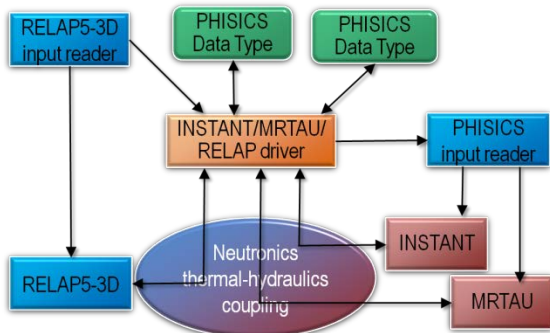 RELAP5-3D
input reader
PHISICS
Data Type
PHISICS
Data Type
INSTANT/MRTAU/
RELAP driver
PHISICS
input reader
RELAP5-3D
Neutronics
thermal-hydraulics
coupling
INSTANT
MRTAU